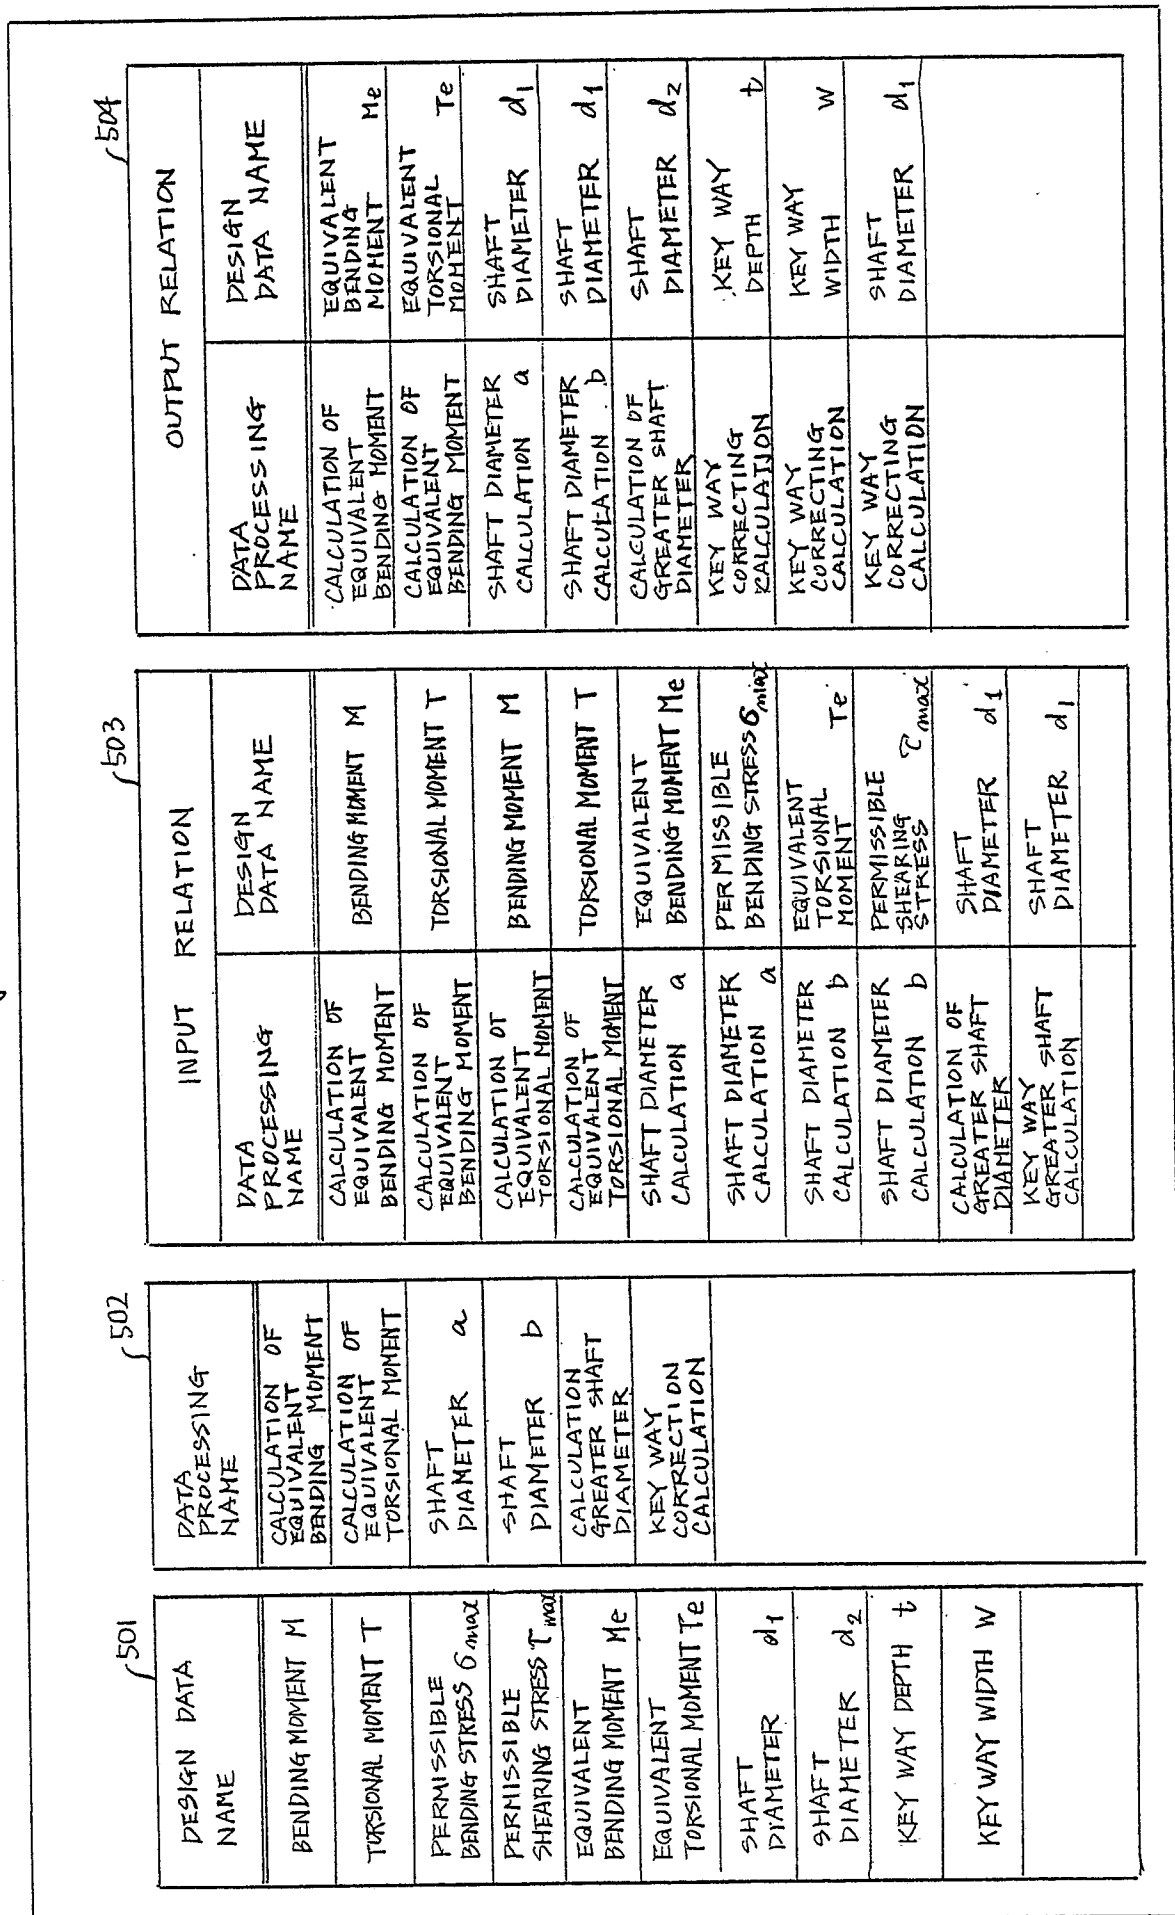 501
DESIGN DATA
NAME
BENDING MOMENT M
TORSIONAL MOMENT T
PERMISSIBLE
BENDING STRESS σmax
PERMISSIBLE
SHEARING STRESS τmax
EQUIVALENT
BENDING MOMENT Me
EQUIVALENT
TORSIONAL MOMENT Te
SHAFT
DIAMETER d1
SHAFT
DIAMETER d2
KEY WAY DEPTH t
KEY WAY WIDTH W
502
DATA
PROCESSING
NAME
CALCULATION OF
EQUIVALENT
BENDING MOMENT
CALCULATION OF
EQUIVALENT
TORSIONAL MOMENT
SHAFT
DIAMETER a
SHAFT
DIAMETER b
CALCULATION
GREATER SHAFT
DIAMETER
KEY WAY
CORRECTION
CALCULATION
503
INPUT RELATION
DATA
PROCESSING
NAME
DESIGN
DATA NAME
CALCULATION OF
EQUIVALENT
BENDING MOMENT
BENDING MOMENT M
CALCULATION OF
EQUIVALENT
BENDING MOMENT
TORSIONAL MOMENT T
CALCULATION OT
EQUIVALENT
TORSIONAL MOMENT
BENDING MOMENT M
CALCULATION OF
EQUIVALENT
TORSIONAL MOMENT
TORSIONAL MOMENT T
SHAFT DIAMETER
CALCULATION a
EQUIVALENT
BENDING MOMENT Me
SHAFT DIAMETER
CALCULATION a
PERMISSIBLE
BENDING STRESS σmax
SHAFT DIAMETER
CALCULATION b
EQUIVALENT
TORSIONAL
MOMENT Te
SHAFT DIAMETER
CALCULATION b
PERMISSIBLE
SHEARING
STRESS τmax
CALCULATION OF
GREATER SHAFT
DIAMETER
SHAFT
DIAMETER d1
KEY WAY
GREATER SHAFT
CALCULATION
SHAFT
DIAMETER d1
504
OUTPUT RELATION
DATA
PROCESSING
NAME
DESIGN
DATA NAME
CALCULATION OF
EQUIVALENT
BENDING MOMENT
EQUIVALENT
BENDING
MOMENT Me
CALCULATION OF
EQUIVALENT
BENDING MOMENT
EQUIVALENT
TORSIONAL
MOMENT Te
SHAFT DIAMETER
CALCULATION a
SHAFT
DIAMETER d1
SHAFT DIAMETER
CALCULATION b
SHAFT
DIAMETER d1
CALCULATION OF
GREATER SHAFT
DIAMETER
SHAFT
DIAMETER d2
KEY WAY
CORRECTING
CALCULATION
KEY WAY
DEPTH t
KEY WAY
CORRECTING
CALCULATION
KEY WAY
WIDTH W
KEY WAY
CORRECTING
CALCULATION
SHAFT
DIAMETER d1